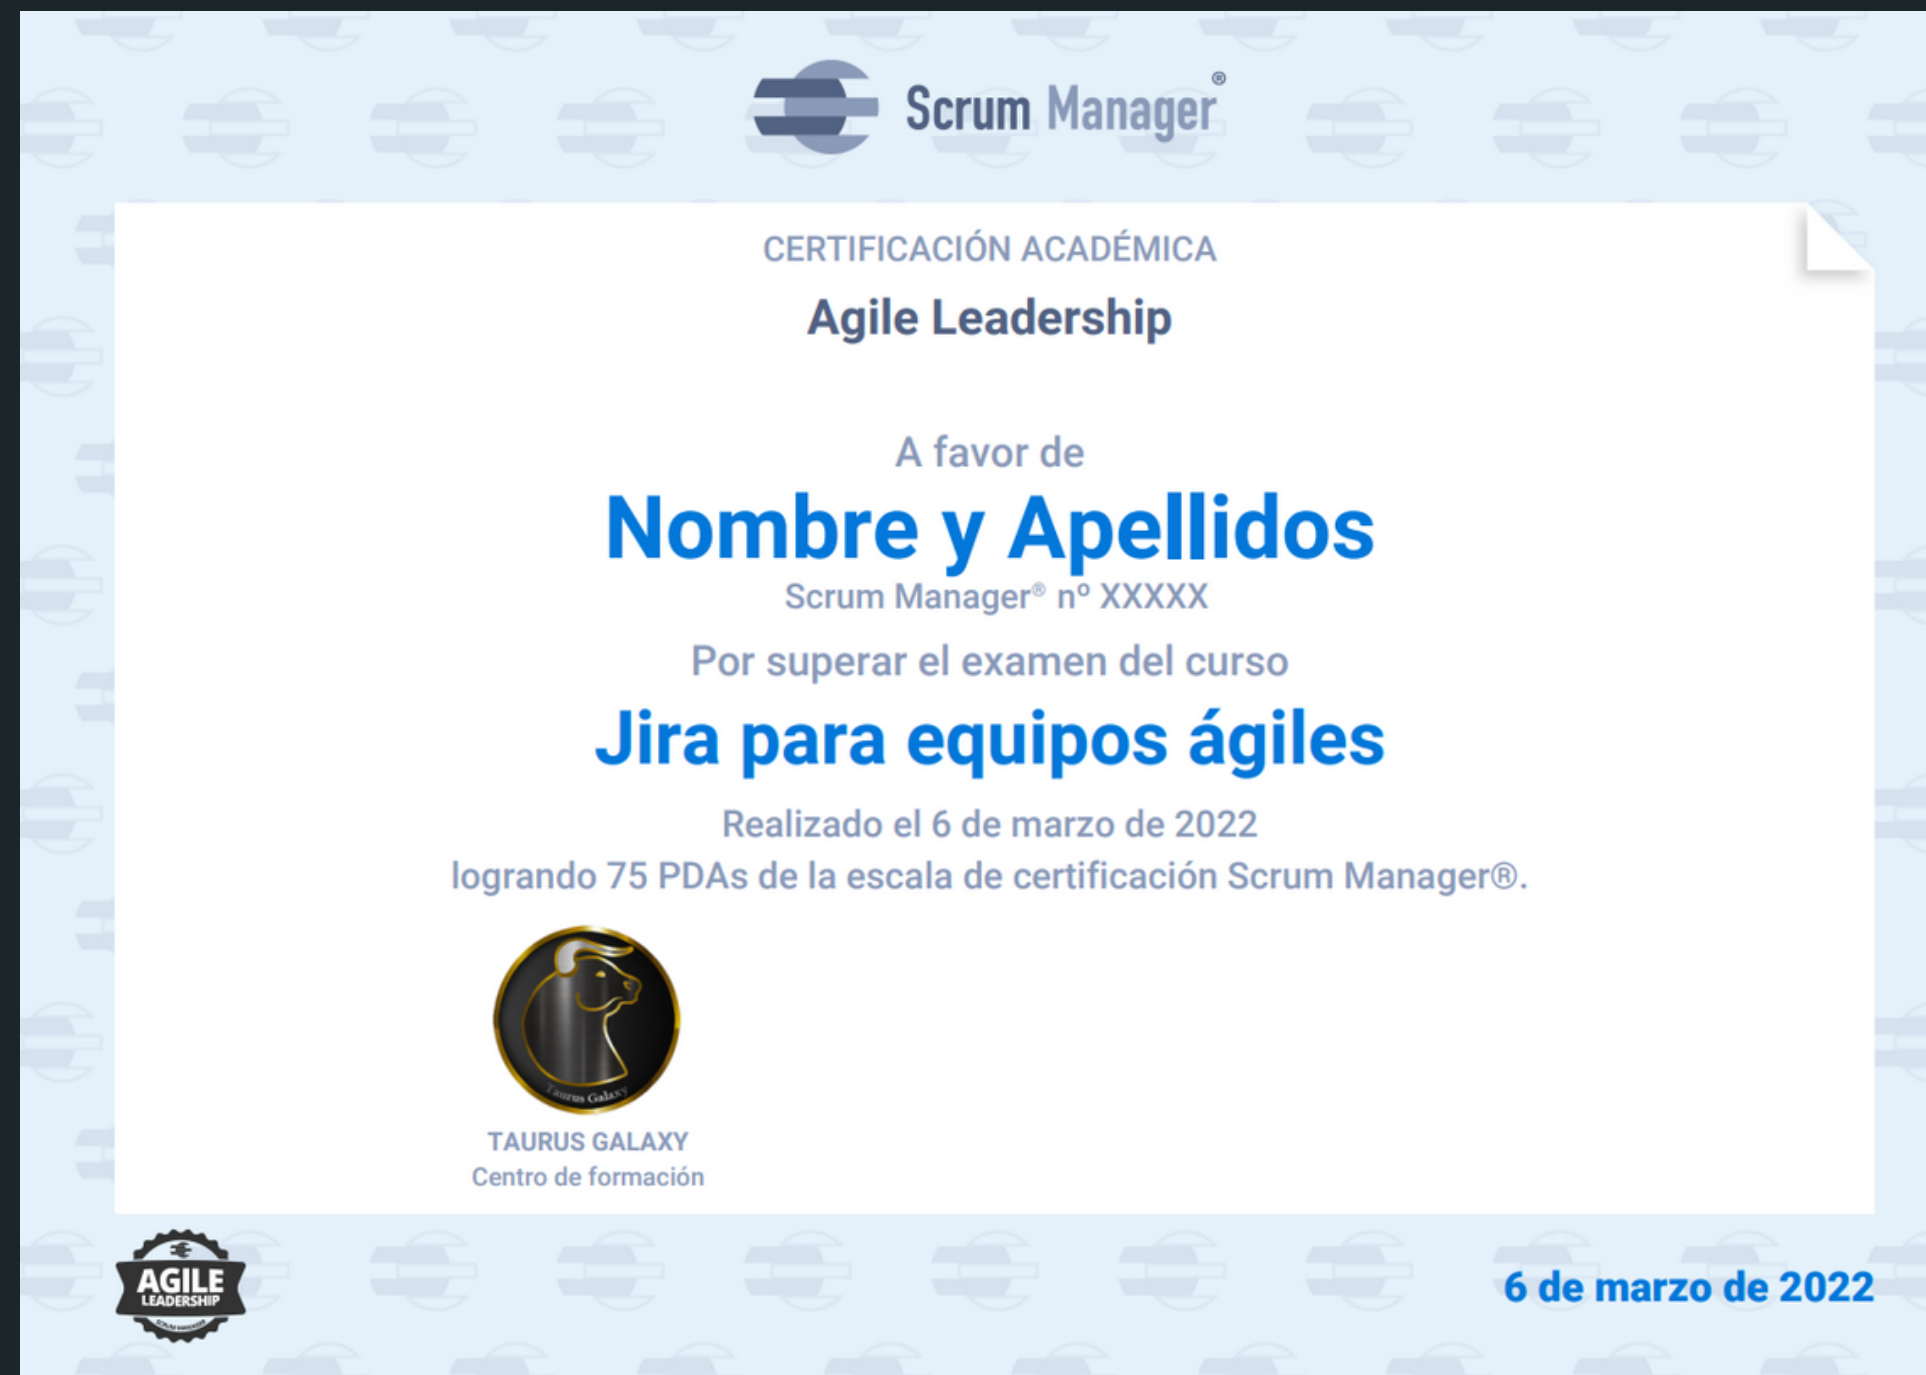 Scrum Manager®
CERTIFICACIÓN ACADÉMICA
Agile Leadership
A favor de
Nombre y Apellidos
Scrum Manager® nº XXXXX
Por superar el examen del curso
Jira para equipos ágiles
Realizado el 6 de marzo de 2022
logrando 75 PDAs de la escala de certificación Scrum Manager®.
Taurus Galaxy
TAURUS GALAXY
Centro de formación
AGILE
LEADERSHIP
SCRUM MANAGER
6 de marzo de 2022